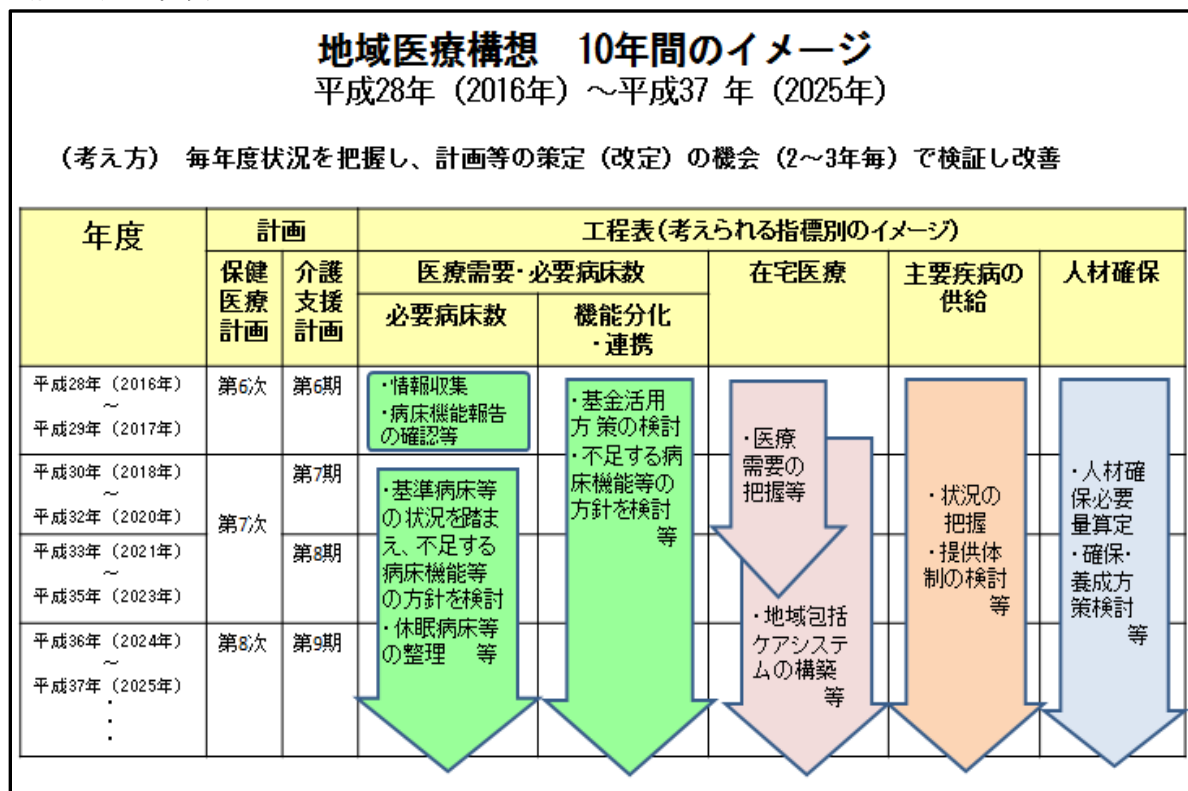 地域医療構想　10年間のイメージ
平成28年（2016年）～平成37 年（2025年）
（考え方）　毎年度状況を把握し、計画等の策定（改定）の機会（2～3年毎）で検証し改善
年度
計画
工程表（考えられる指標別のイメージ）
保健
医療
計画
介護
支援
計画
医療需要・必要病床数
必要病床数
機能分化
・連携
在宅医療
主要疾病の
供給
人材確保
平成28年（2016年）
～
平成29年（2017年）
第6次
第6期
・情報収集
・病床機能報告
の確認等
平成30年（2018年）
～
平成32年（2020年）
第7次
第7期
平成33年（2021年）
～
平成35年（2023年）
第8期
平成36年（2024年）
～
平成37年（2025年）
・
・
・
第8次
第9期
・基準病床等
の状況を踏ま
え、不足する
病床機能等
の方針を検討
・休眠病床等
の整理　等
・基金活用
方策の検討
・不足する病
床機能等の
方針を検討
等
・医療
需要の
把握等
・地域包括
ケアシステ
ムの構築
等
・状況の
把握
・提供体
制の検討
等
・人材確
保必要
量算定
・確保・
養成方
策検討
等